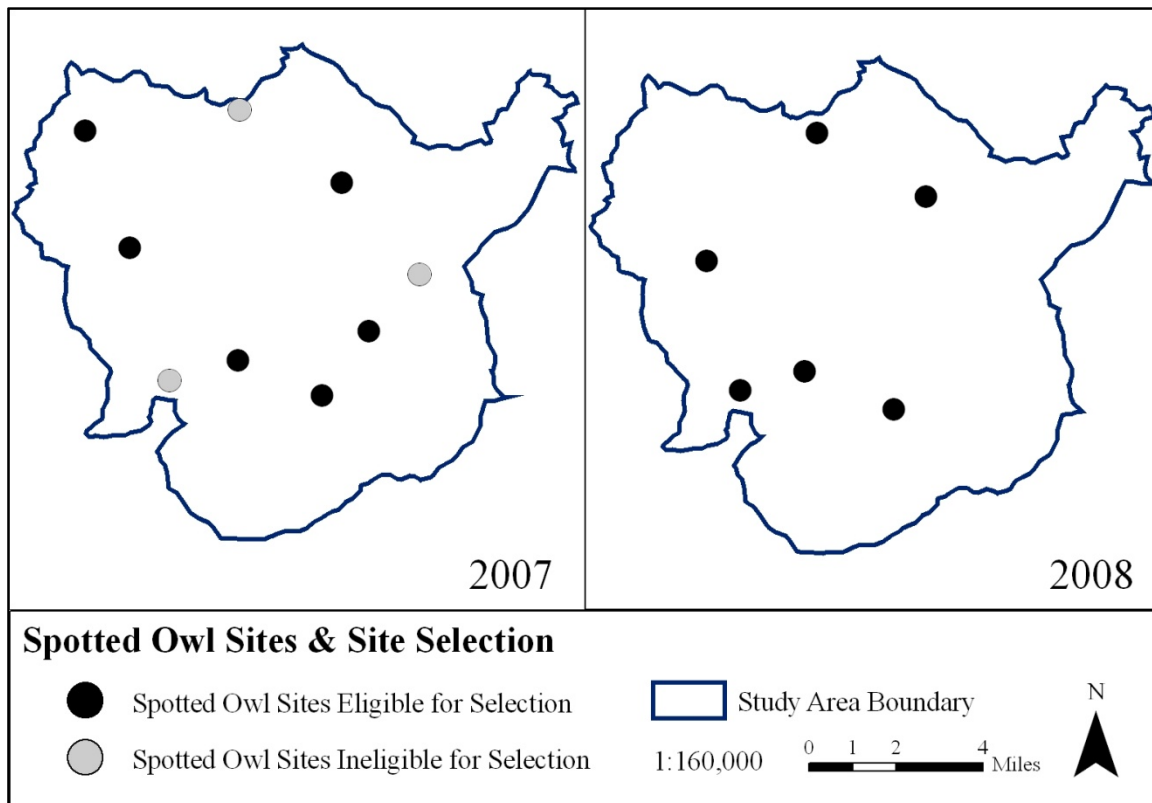 2007
2008
Spotted Owl Sites & Site Selection
Spotted Owl Sites Eligible for Selection
Spotted Owl Sites Ineligible for Selection
Study Area Boundary
1:160,000
0 1 2 4
Miles
N